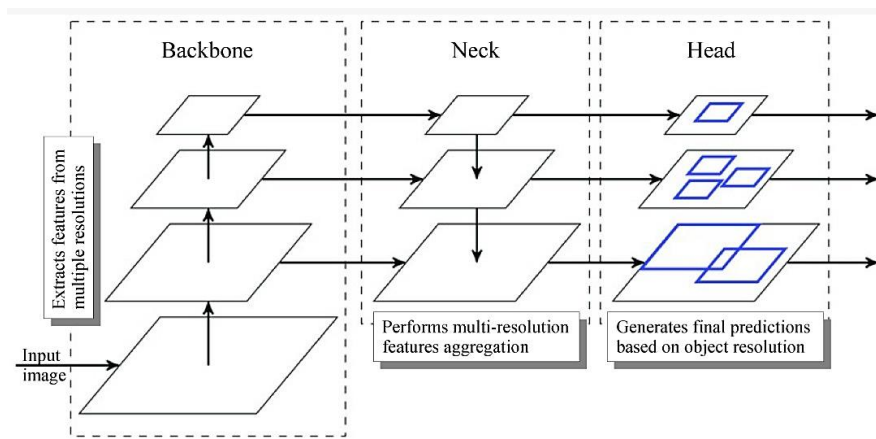 Backbone
Neck
Head
Extracts features from
multiple resolutions
Input
image
Performs multi-resolution
features aggregation
Generates final predictions
based on object resolution